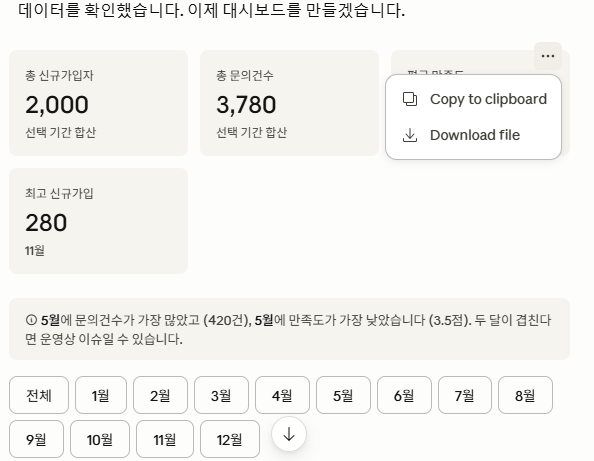 데이터를 확인했습니다. 이제 대시보드를 만들겠습니다.
총 신규가입자
2,000
선택 기간 합산
총 문의건수
3,780
선택 기간 합산
Copy to clipboard
Download file
최고 신규가입
280
11월
5월에 문의건수가 가장 많았고 (420건), 5월에 만족도가 가장 낮았습니다 (3.5점). 두 달이 겹친다
면 운영상 이슈일 수 있습니다.
전체 1월 2월 3월 4월 5월 6월 7월 8월
9월 10월 11월 12월